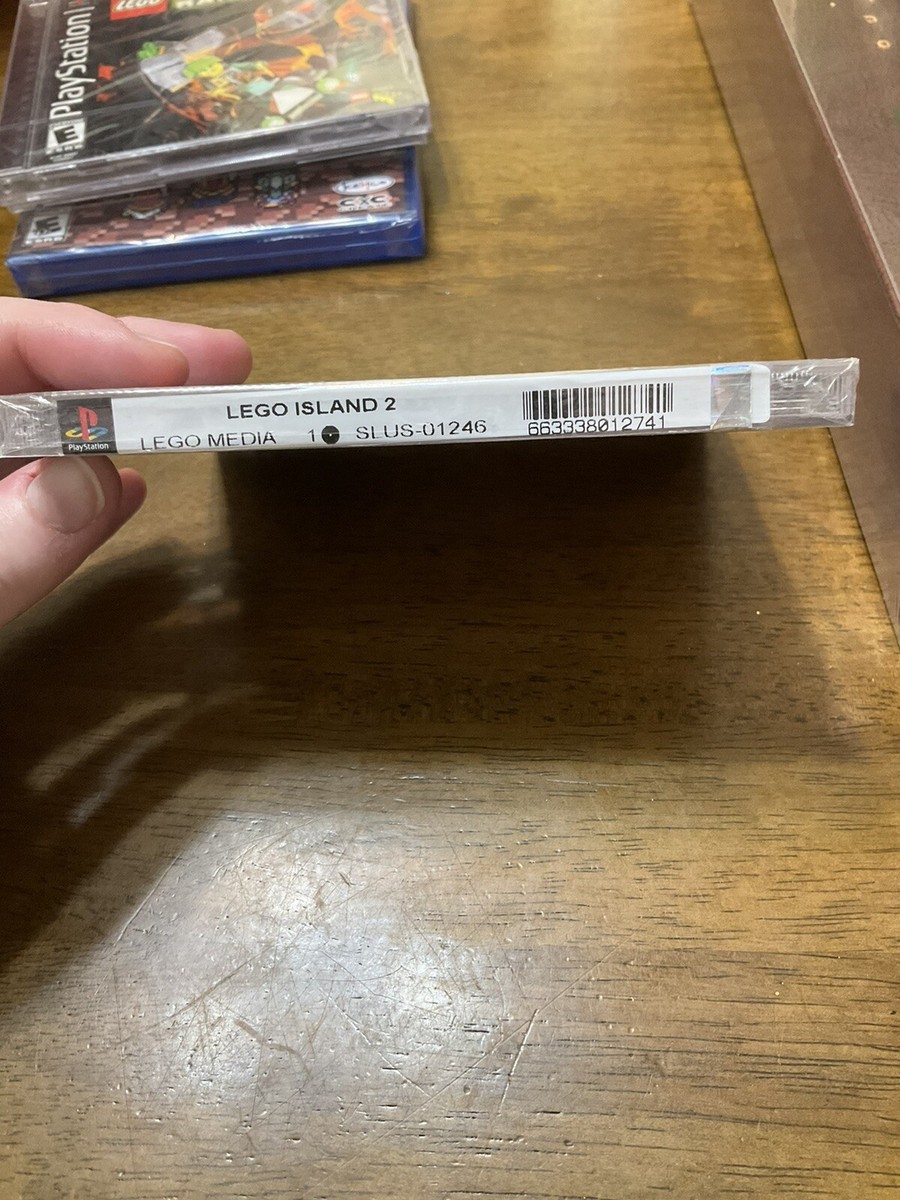 LEGO
PlayStation
LEGO ISLAND 2
LEGO MEDIA 1 SLUS-01246
663338012741
PlayStation